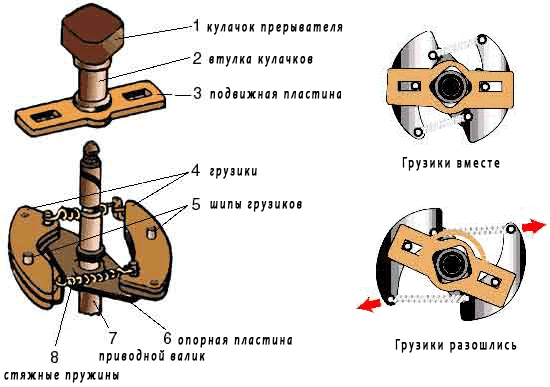 1 кулачок прерывателя
2 втулка кулачков
3 подвижная пластина
4 грузики
5 шипы грузиков
6 опорная пластина
7
приводной валик
8
стяжные пружины
Грузики вместе
Грузики разошлись